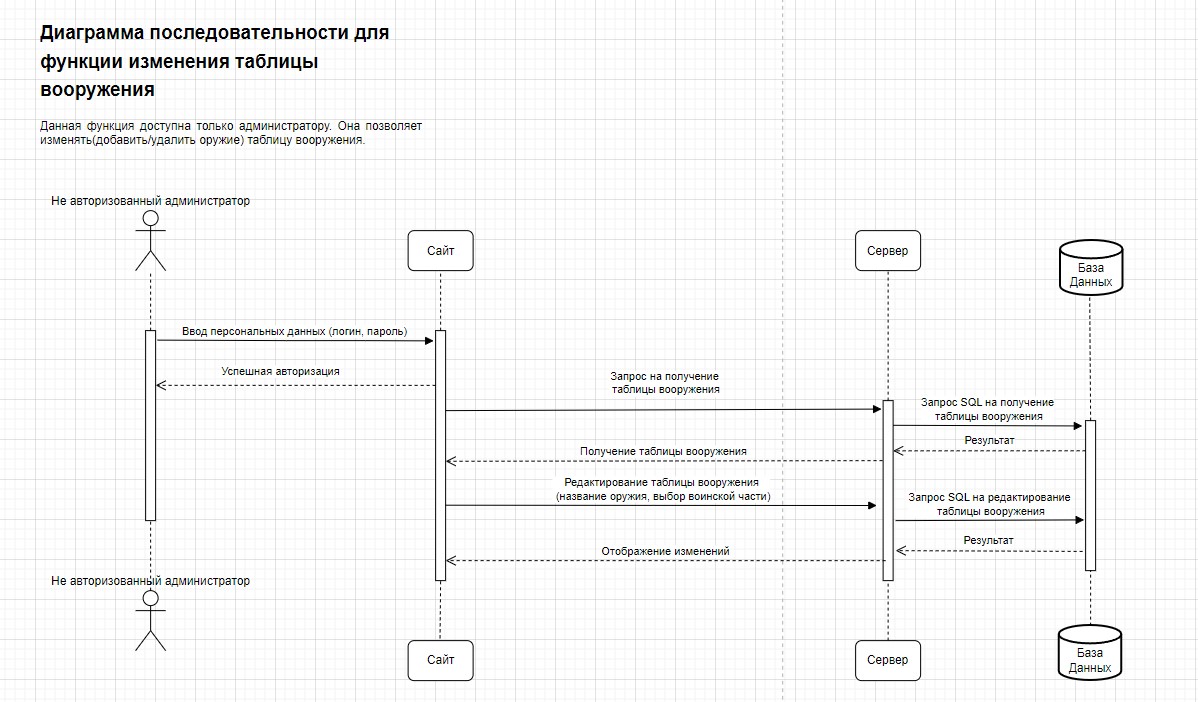 Диаграмма последовательности для
функции изменения таблицы
вооружения
Данная функция доступна только администратору. Она позволяет
изменять(добавить/удалить оружие) таблицу вооружения.
Не авторизованный администратор
Сайт
Сервер
База
Данных
Ввод персональных данных (логин, пароль)
Успешная авторизация
Запрос на получение
таблицы вооружения
Запрос SQL на получение
таблицы вооружения
Результат
Получение таблицы вооружения
Редактирование таблицы вооружения
(название оружия, выбор воинской части)
Запрос SQL на редактирование
таблицы вооружения
Результат
Отображение изменений
Не авторизованный администратор
Сайт
Сервер
База
Данных